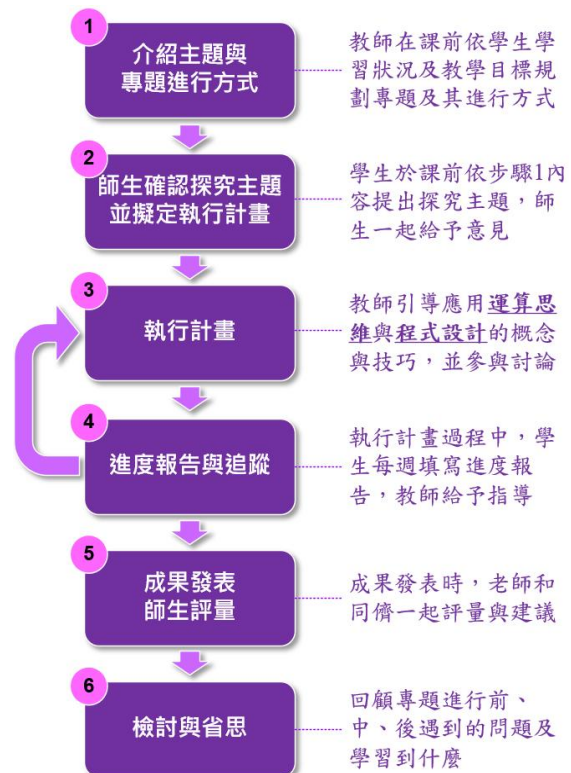 1
介紹主題與
專題進行方式
教師在課前依學生學
習狀況及教學目標規
劃專題及其進行方式
2
師生確認探究主題
並擬定執行計畫
學生於課前依步驟1內
容提出探究主題，師
生一起給予意見
3
執行計畫
教師引導應用運算思
維與程式設計的概念
與技巧，並參與討論
4
進度報告與追蹤
執行計畫過程中，學
生每週填寫進度報
告，教師給予指導
5
成果發表
師生評量
成果發表時，老師和
同儕一起評量與建議
6
檢討與省思
回顧專題進行前、
中、後遇到的問題及
學習到什麼